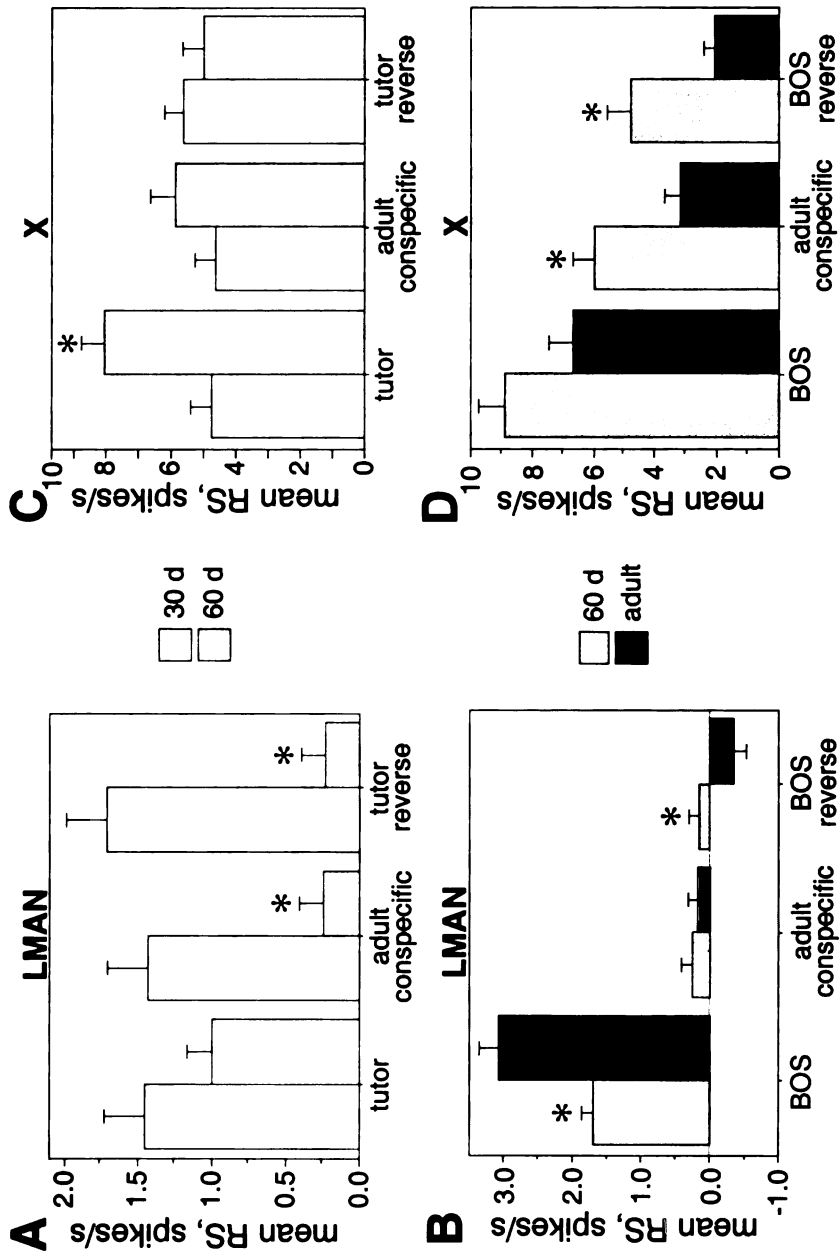 A
LMAN
mean RS, spikes/s
2.0
1.5
1.0
0.5
0.0
*
*
tutor
adult
conspecific
tutor
reverse
30 d
60 d
C
X
mean RS, spikes/s
10
8
6
4
2
0
*
tutor
adult
conspecific
tutor
reverse
B
LMAN
mean RS, spikes/s
3.0
2.0
1.0
0.0
-1.0
*
*
BOS
adult
conspecific
BOS
reverse
60 d
adult
D
X
mean RS, spikes/s
10
8
6
4
2
0
*
*
BOS
adult
conspecific
BOS
reverse